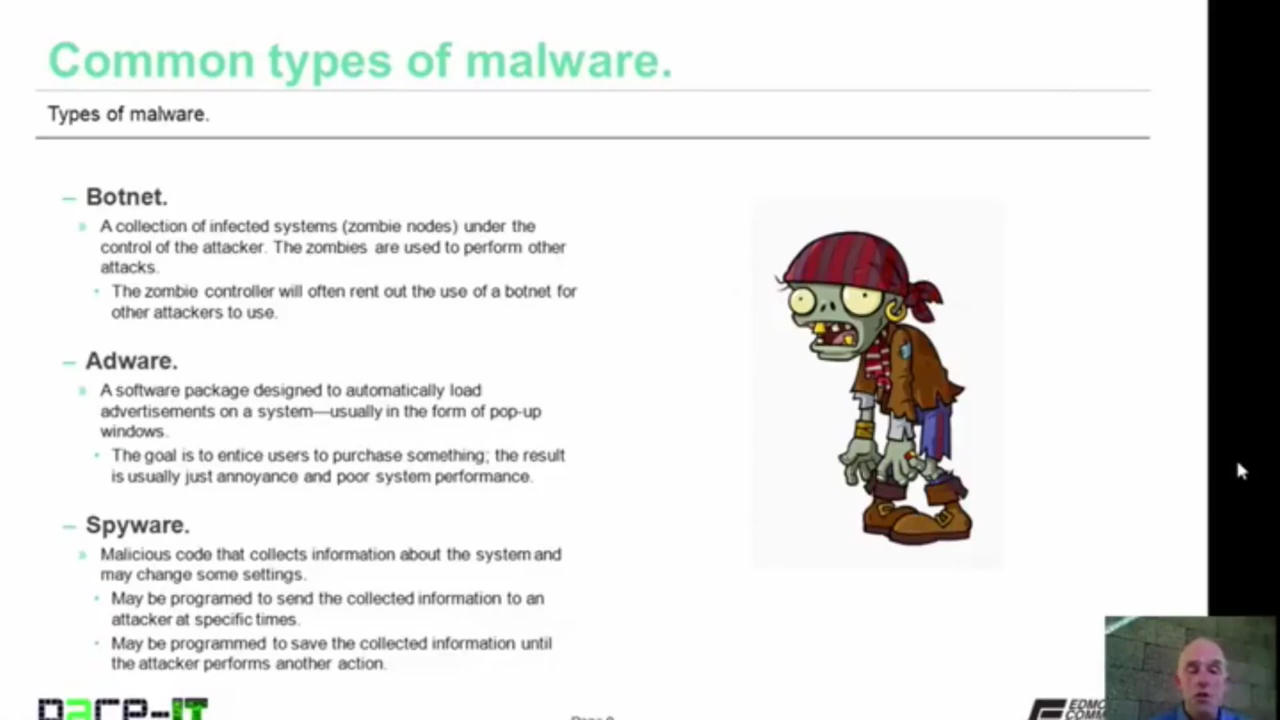 Common types of malware.
Types of malware.
– Botnet.
» A collection of infected systems (zombie nodes) under the
control of the attacker. The zombies are used to perform other
attacks.
• The zombie controller will often rent out the use of a botnet for
other attackers to use.
– Adware.
» A software package designed to automatically load
advertisements on a system—usually in the form of pop-up
windows.
• The goal is to entice users to purchase something; the result
is usually just annoyance and poor system performance.
– Spyware.
» Malicious code that collects information about the system and
may change some settings.
• May be programed to send the collected information to an
attacker at specific times.
• May be programmed to save the collected information until
the attacker performs another action.
pace-IT